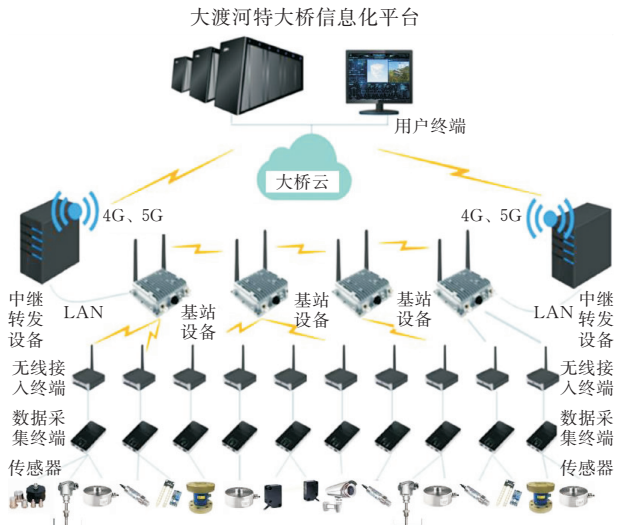 大渡河特大桥信息化平台
用户终端
大桥云
4G、5G
4G、5G
中继
转发
设备
LAN
基站
设备
基站
设备
基站
设备
LAN
中继
转发
设备
无线接
入终端
无线接
入终端
数据采
集终端
数据采
集终端
传感器
传感器